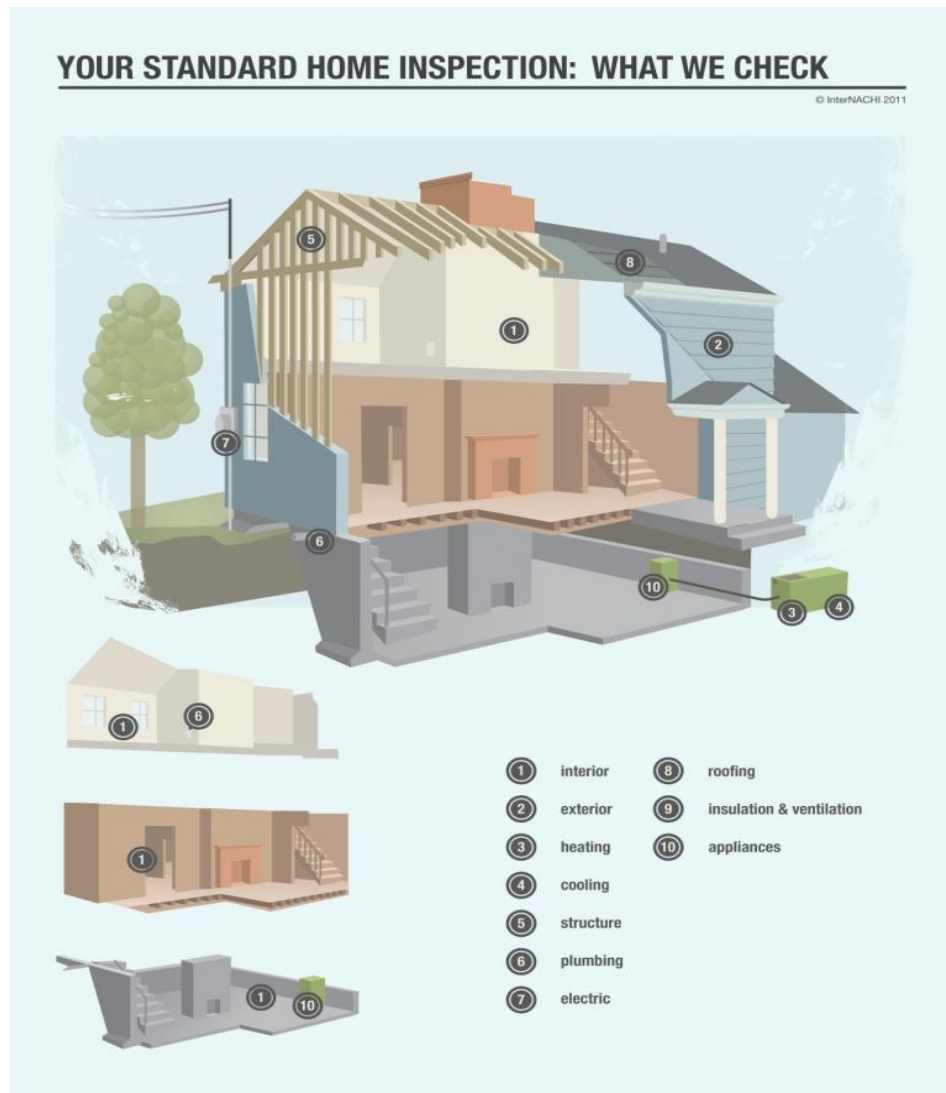 YOUR STANDARD HOME INSPECTION: WHAT WE CHECK
© InterNACHI 2011
5
8
1
2
7
6
10
3
4
1
6
1
1
10
1 interior
2 exterior
3 heating
4 cooling
5 structure
6 plumbing
7 electric
8 roofing
9 insulation & ventilation
10 appliances